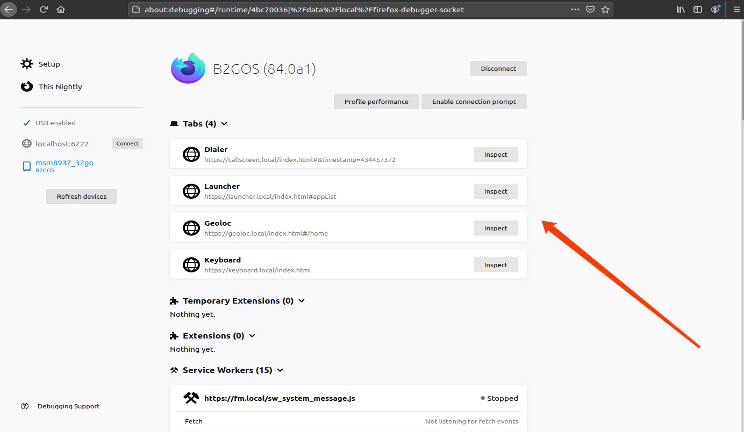 about:debugging#/runtime/4bc70036|%2Fdata%2Flocal%2Ffirefox-debugger-socket
Setup
This Nightly
USB enabled
localhost:6222
Connect
msm8937_32go
B2GOS
Refresh devices
Debugging Support
B2GOS (84.0a1)
Disconnect
Profile performance
Enable connection prompt
Tabs (4)
Dialer
https://callscreen.local/index.html#&timestamp=434457372
Inspect
Launcher
https://launcher.local/index.html#appList
Inspect
Geoloc
https://geoloc.local/index.html#/home
Inspect
Keyboard
https://keyboard.local/index.html
Inspect
Temporary Extensions (0)
Nothing yet.
Extensions (0)
Nothing yet.
Service Workers (15)
https://fm.local/sw_system_message.js
Stopped
Fetch
Not listening for fetch events